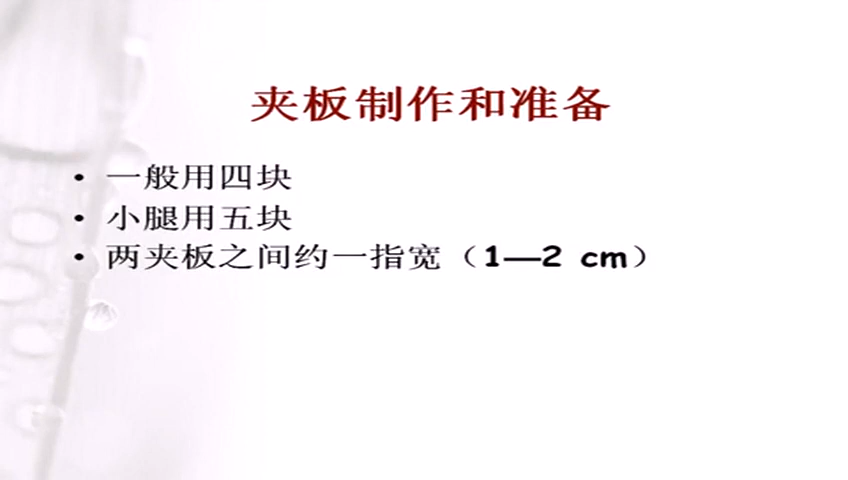 夹板制作和准备
• 一般用四块
• 小腿用五块
• 两夹板之间约一指宽（1—2 cm）